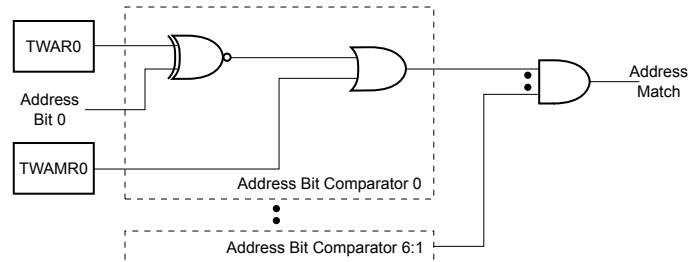 TWAR0
Address
Bit 0
TWAMR0
Address Bit Comparator 0
Address
Match
Address Bit Comparator 6:1